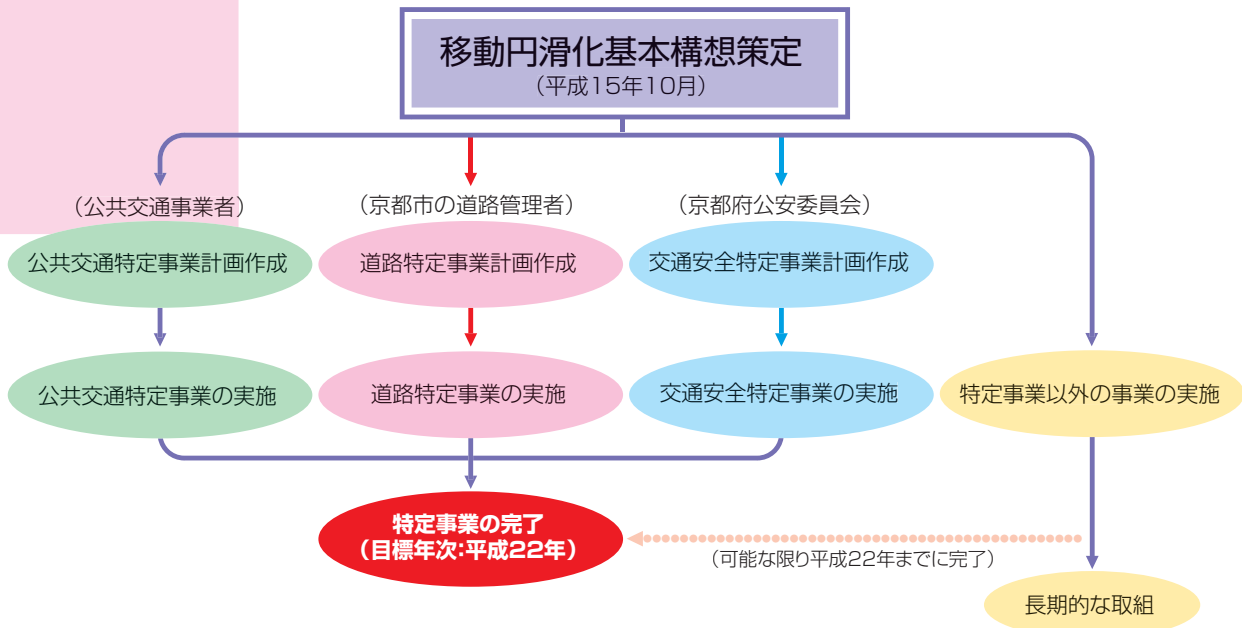 移動円滑化基本構想策定
（平成15年10月）
（公共交通事業者）
（京都市の道路管理者）
（京都府公安委員会）
公共交通特定事業計画作成
道路特定事業計画作成
交通安全特定事業計画作成
公共交通特定事業の実施
道路特定事業の実施
交通安全特定事業の実施
特定事業以外の事業の実施
特定事業の完了
（目標年次:平成22年）
（可能な限り平成22年までに完了）
長期的な取組